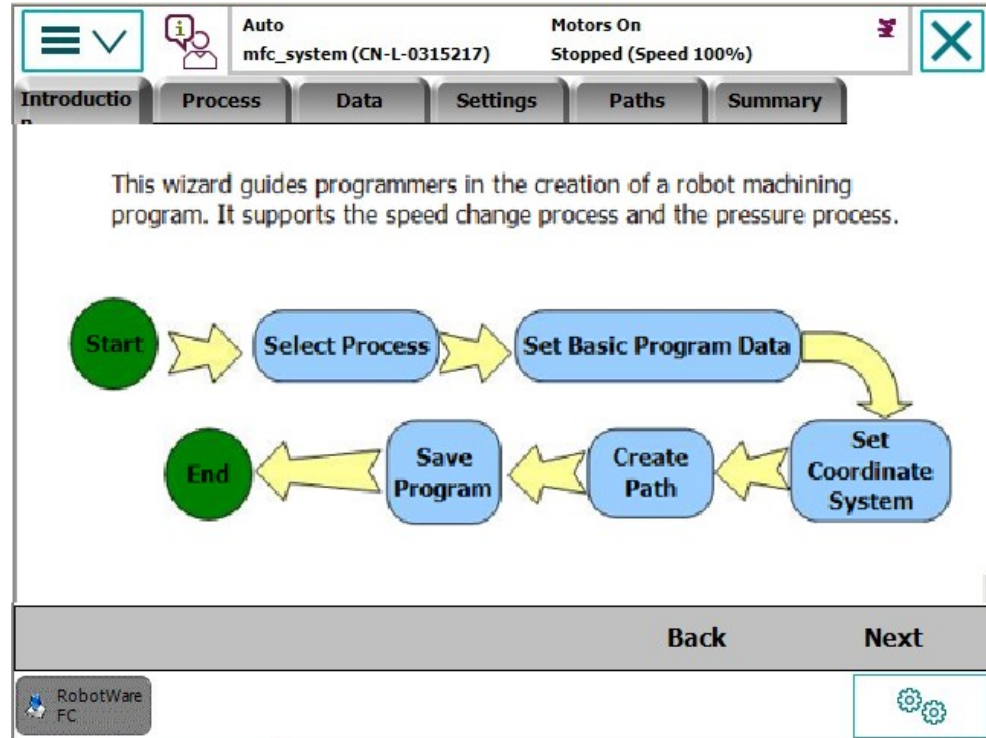 Auto
mfc_system (CN-L-0315217)
Motors On
Stopped (Speed 100%)
Introductio
n
Process
Data
Settings
Paths
Summary
This wizard guides programmers in the creation of a robot machining
program. It supports the speed change process and the pressure process.
Start
Select Process
Set Basic Program Data
Set
Coordinate
System
Create
Path
Save
Program
End
Back
Next
RobotWare
FC